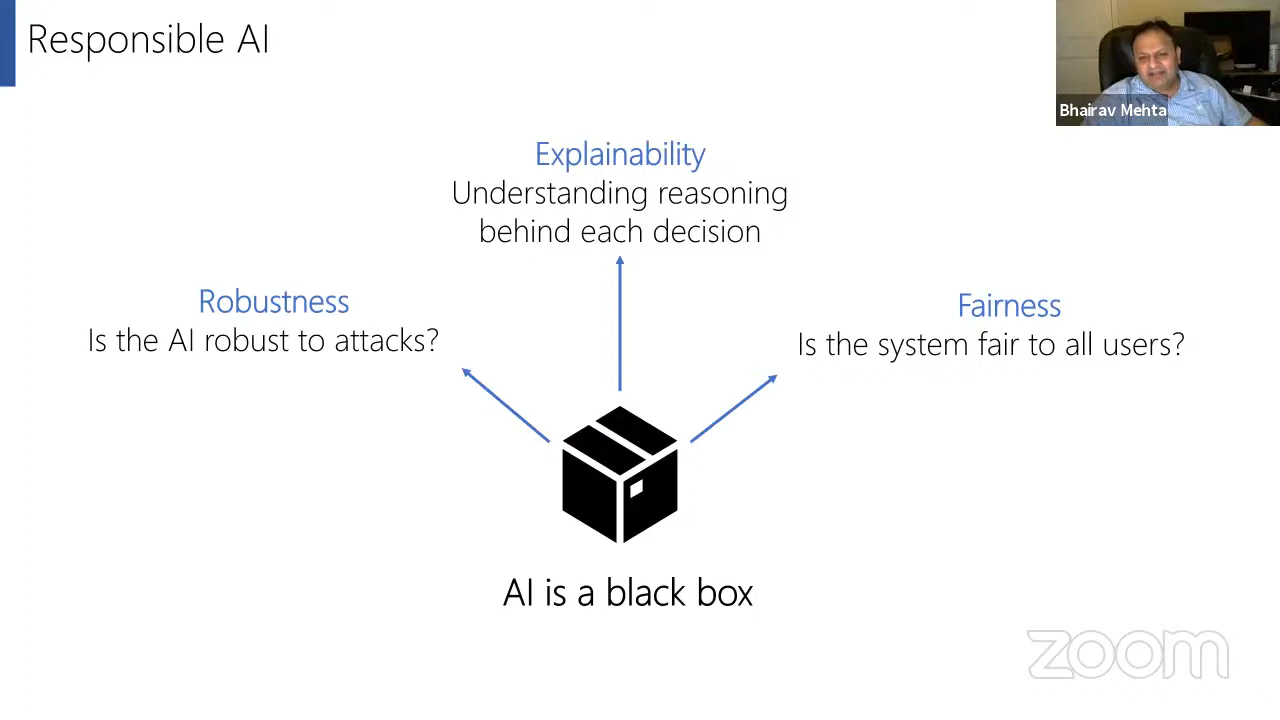 Responsible AI
Bhairav Mehta
Explainability
Understanding reasoning
behind each decision
Robustness
Is the AI robust to attacks?
Fairness
Is the system fair to all users?
AI is a black box
zoom